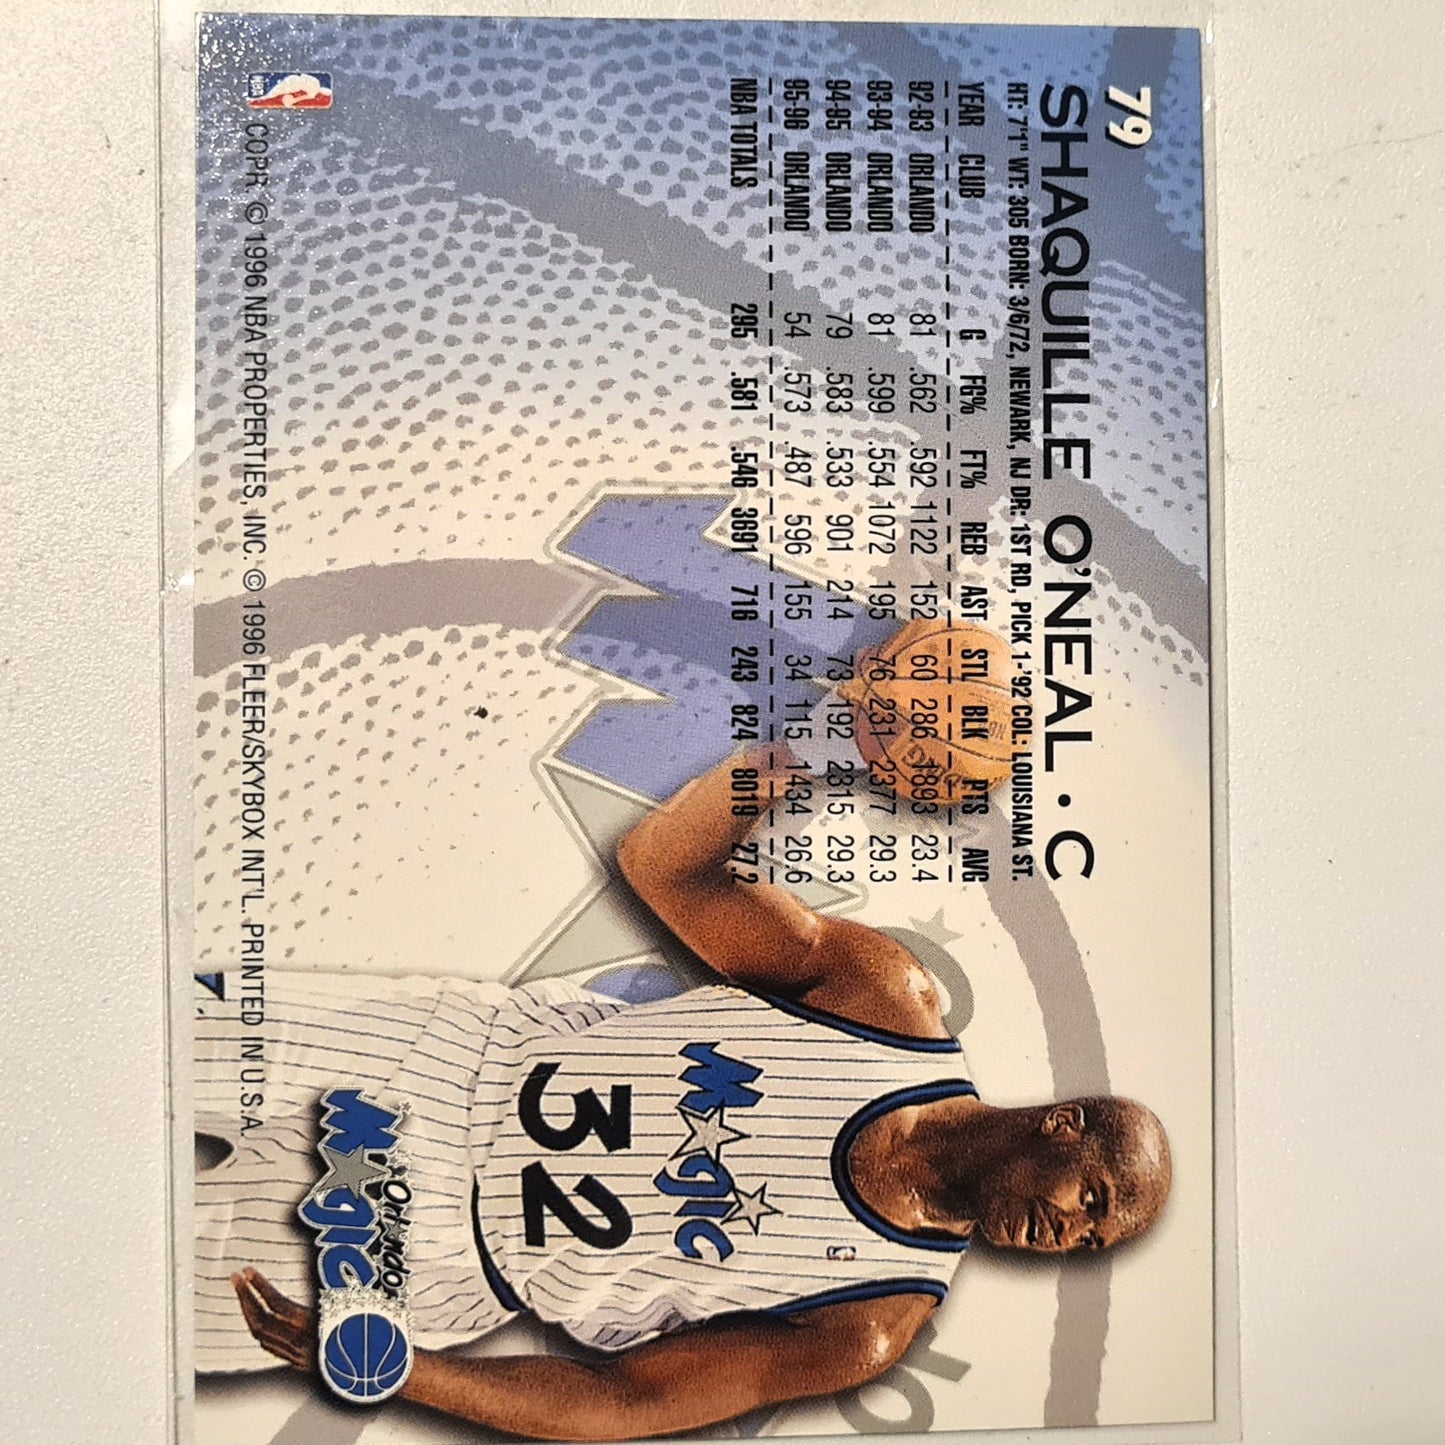 79
SHAQUILLE O'NEAL • C
HT: 7'1" WT: 305 BORN: 3/6/72, NEWARK, NJ DR: 1ST RD, PICK 1-'92 COL: LOUISIANA ST.
YEAR CLUB G FG% FT% REB AST STL BLK PTS AVG
92-93 ORLANDO 81 .562 .592 1122 152 60 286 1893 23.4
93-94 ORLANDO 81 .599 .554 1072 195 76 231 2377 29.3
94-95 ORLANDO 79 .583 .533 901 214 73 192 2315 29.3
95-96 ORLANDO 54 .573 .487 596 155 34 115 1434 26.6
NBA TOTALS 295 .581 .546 3691 716 243 824 8019 27.2
MAGIC
32
ORLANDO
MAGIC
NBA
COPR. © 1996 NBA PROPERTIES, INC. © 1996 FLEER/SKYBOX INT'L. PRINTED IN U.S.A.